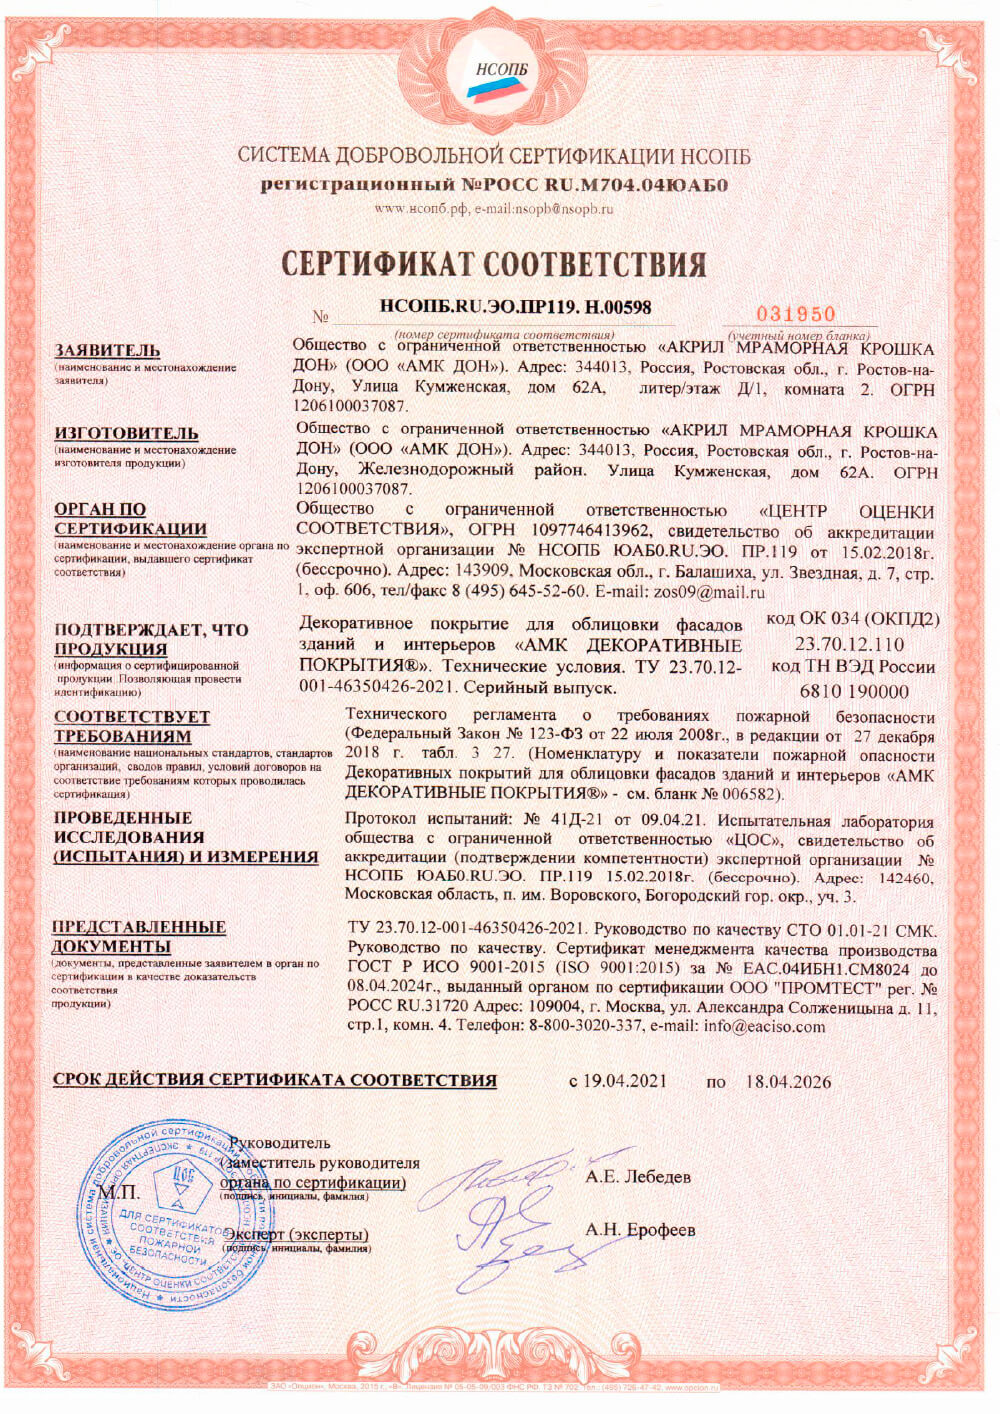 НСОПБ
СИСТЕМА ДОБРОВОЛЬНОЙ СЕРТИФИКАЦИИ НСОПБ
регистрационный №РОСС RU.М704.04ЮАБ0
www.нсопб.рф, e-mail:nsopb@nsopb.ru
СЕРТИФИКАТ СООТВЕТСТВИЯ
№ НСОПБ.RU.ЭО.ПР119. Н.00598 031950
(номер сертификата соответствия) (учетный номер бланка)
ЗАЯВИТЕЛЬ
(наименование и местонахождение
заявителя)
Общество с ограниченной ответственностью «АКРИЛ МРАМОРНАЯ КРОШКА
ДОН» (ООО «АМК ДОН»). Адрес: 344013, Россия, Ростовская обл., г. Ростов-на-
Дону, Улица Кумженская, дом 62А, литер/этаж Д/1, комната 2. ОГРН
1206100037087.
ИЗГОТОВИТЕЛЬ
(наименование и местонахождение
изготовителя продукции)
Общество с ограниченной ответственностью «АКРИЛ МРАМОРНАЯ КРОШКА
ДОН» (ООО «АМК ДОН»). Адрес: 344013, Россия, Ростовская обл., г. Ростов-на-
Дону, Железнодорожный район. Улица Кумженская, дом 62А. ОГРН
1206100037087.
ОРГАН ПО
СЕРТИФИКАЦИИ
(наименование и местонахождение органа по
сертификации, выдавшего сертификат
соответствия)
Общество с ограниченной ответственностью «ЦЕНТР ОЦЕНКИ
СООТВЕТСТВИЯ», ОГРН 1097746413962, свидетельство об аккредитации
экспертной организации № НСОПБ ЮАБ0.RU.ЭО. ПР.119 от 15.02.2018г.
(бессрочно). Адрес: 143909, Московская обл., г. Балашиха, ул. Звездная, д. 7, стр.
1, оф. 606, тел/факс 8 (495) 645-52-60. E-mail: zos09@mail.ru
ПОДТВЕРЖДАЕТ, ЧТО
ПРОДУКЦИЯ
(информация о сертифицированной
продукции. Позволяющая провести
идентификацию)
Декоративное покрытие для облицовки фасадов
зданий и интерьеров «АМК ДЕКОРАТИВНЫЕ
ПОКРЫТИЯ®». Технические условия. ТУ 23.70.12-
001-46350426-2021. Серийный выпуск.
код ОК 034 (ОКПД2)
23.70.12.110
код ТН ВЭД России
6810 190000
СООТВЕТСТВУЕТ
ТРЕБОВАНИЯМ
(наименование национальных стандартов, стандартов
организаций, сводов правил, условий договоров на
соответствие требованиям которых проводилась
сертификация)
Технического регламента о требованиях пожарной безопасности
(Федеральный Закон № 123-ФЗ от 22 июля 2008г., в редакции от 27 декабря
2018 г. табл. 3 27. (Номенклатуру и показатели пожарной опасности
Декоративных покрытий для облицовки фасадов зданий и интерьеров «АМК
ДЕКОРАТИВНЫЕ ПОКРЫТИЯ®» - см. бланк № 006582).
ПРОВЕДЕННЫЕ
ИССЛЕДОВАНИЯ
(ИСПЫТАНИЯ) И ИЗМЕРЕНИЯ
Протокол испытаний: № 41Д-21 от 09.04.21. Испытательная лаборатория
общества с ограниченной ответственностью «ЦОС», свидетельство об
аккредитации (подтверждении компетентности) экспертной организации №
НСОПБ ЮАБ0.RU.ЭО. ПР.119 15.02.2018г. (бессрочно). Адрес: 142460,
Московская область, п. им. Воровского, Богородский гор. окр., уч. 3.
ПРЕДСТАВЛЕННЫЕ
ДОКУМЕНТЫ
(документы, представленные заявителем в орган по
сертификации в качестве доказательств
соответствия
продукции)
ТУ 23.70.12-001-46350426-2021. Руководство по качеству СТО 01.01-21 СМК.
Руководство по качеству. Сертификат менеджмента качества производства
ГОСТ Р ИСО 9001-2015 (ISO 9001:2015) за № ЕАС.04ИБН1.СМ8024 до
08.04.2024г., выданный органом по сертификации ООО "ПРОМТЕСТ" рег. №
РОСС RU.31720 Адрес: 109004, г. Москва, ул. Александра Солженицына д. 11,
стр.1, комн. 4. Телефон: 8-800-3020-337, e-mail: info@eaciso.com
СРОК ДЕЙСТВИЯ СЕРТИФИКАТА СООТВЕТСТВИЯ с 19.04.2021 по 18.04.2026
Руководитель
(заместитель руководителя
органа по сертификации)
(подпись, инициалы, фамилия)
А.Е. Лебедев
М.П.
Эксперт (эксперты)
(подпись, инициалы, фамилия)
А.Н. Ерофеев
ЦОС
ДЛЯ СЕРТИФИКАТОВ
СООТВЕТСТВИЯ
ПОЖАРНОЙ
БЕЗОПАСНОСТИ
ЗАО «Опцион», Москва, 2015 г., «В». Лицензия № 05-05-09/003 ФНС РФ, ТЗ № 702. Тел.: (495) 726-47-42, www.opcion.ru